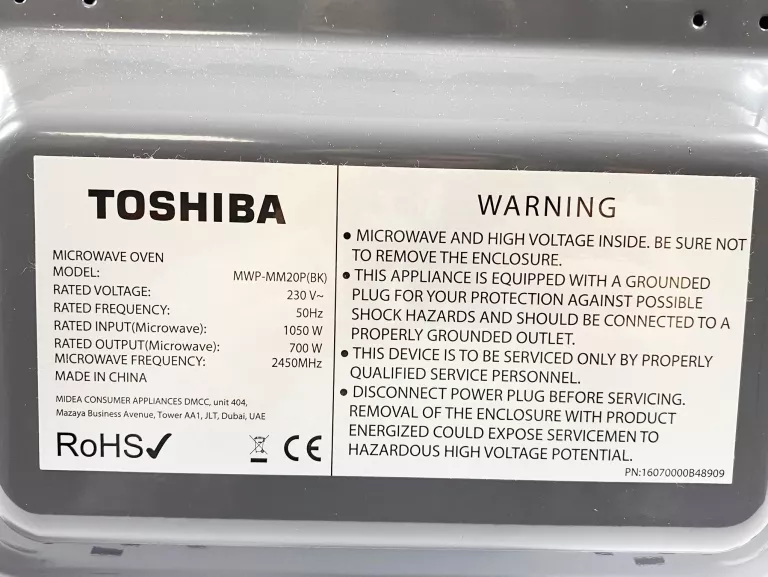 TOSHIBA
MICROWAVE OVEN
MODEL: MWP-MM20P(BK)
RATED VOLTAGE: 230 V~
RATED FREQUENCY: 50Hz
RATED INPUT(Microwave): 1050 W
RATED OUTPUT(Microwave): 700 W
MICROWAVE FREQUENCY: 2450MHz
MADE IN CHINA
MIDEA CONSUMER APPLIANCES DMCC, unit 404,
Mazaya Business Avenue, Tower AA1, JLT, Dubai, UAE
RoHS✓ CE
WARNING
● MICROWAVE AND HIGH VOLTAGE INSIDE. BE SURE NOT
TO REMOVE THE ENCLOSURE.
● THIS APPLIANCE IS EQUIPPED WITH A GROUNDED
PLUG FOR YOUR PROTECTION AGAINST POSSIBLE
SHOCK HAZARDS AND SHOULD BE CONNECTED TO A
PROPERLY GROUNDED OUTLET.
● THIS DEVICE IS TO BE SERVICED ONLY BY PROPERLY
QUALIFIED SERVICE PERSONNEL.
● DISCONNECT POWER PLUG BEFORE SERVICING.
REMOVAL OF THE ENCLOSURE WITH PRODUCT
ENERGIZED COULD EXPOSE SERVICEMEN TO
HAZARDOUS HIGH VOLTAGE POTENTIAL.
PN:16070000B48909